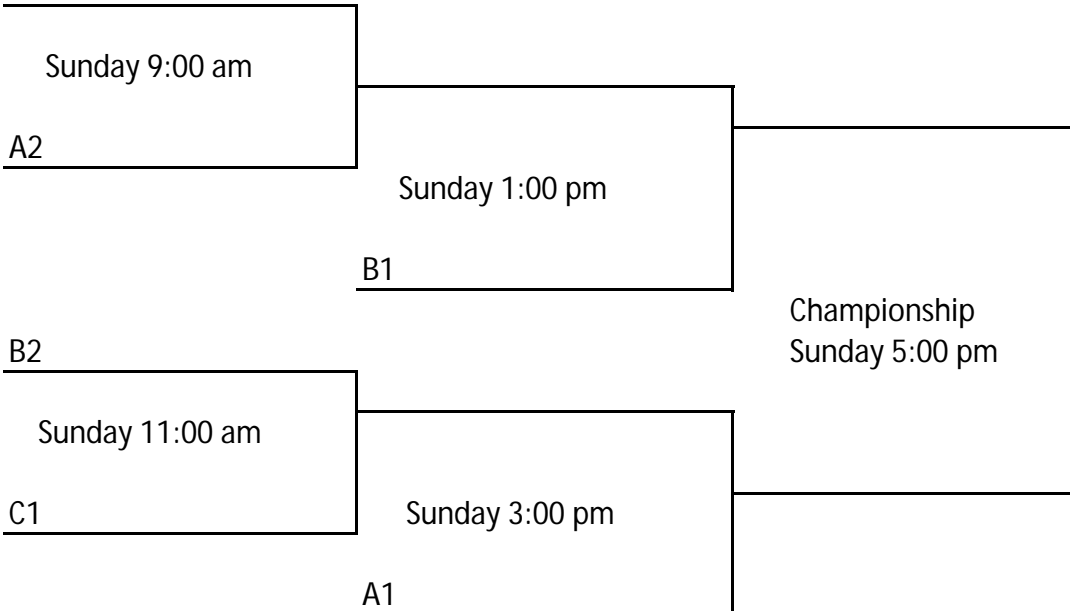 Sunday 9:00 am
A2
Sunday 1:00 pm
B1
Championship
Sunday 5:00 pm
B2
Sunday 11:00 am
C1
Sunday 3:00 pm
A1